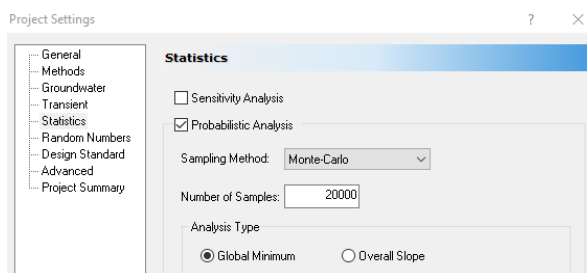 Project Settings ? ×
General
Methods
Groundwater
Transient
Statistics
Random Numbers
Design Standard
Advanced
Project Summary
Statistics
Sensitivity Analysis
Probabilistic Analysis
Sampling Method: Monte-Carlo
Number of Samples: 20000
Analysis Type
Global Minimum Overall Slope